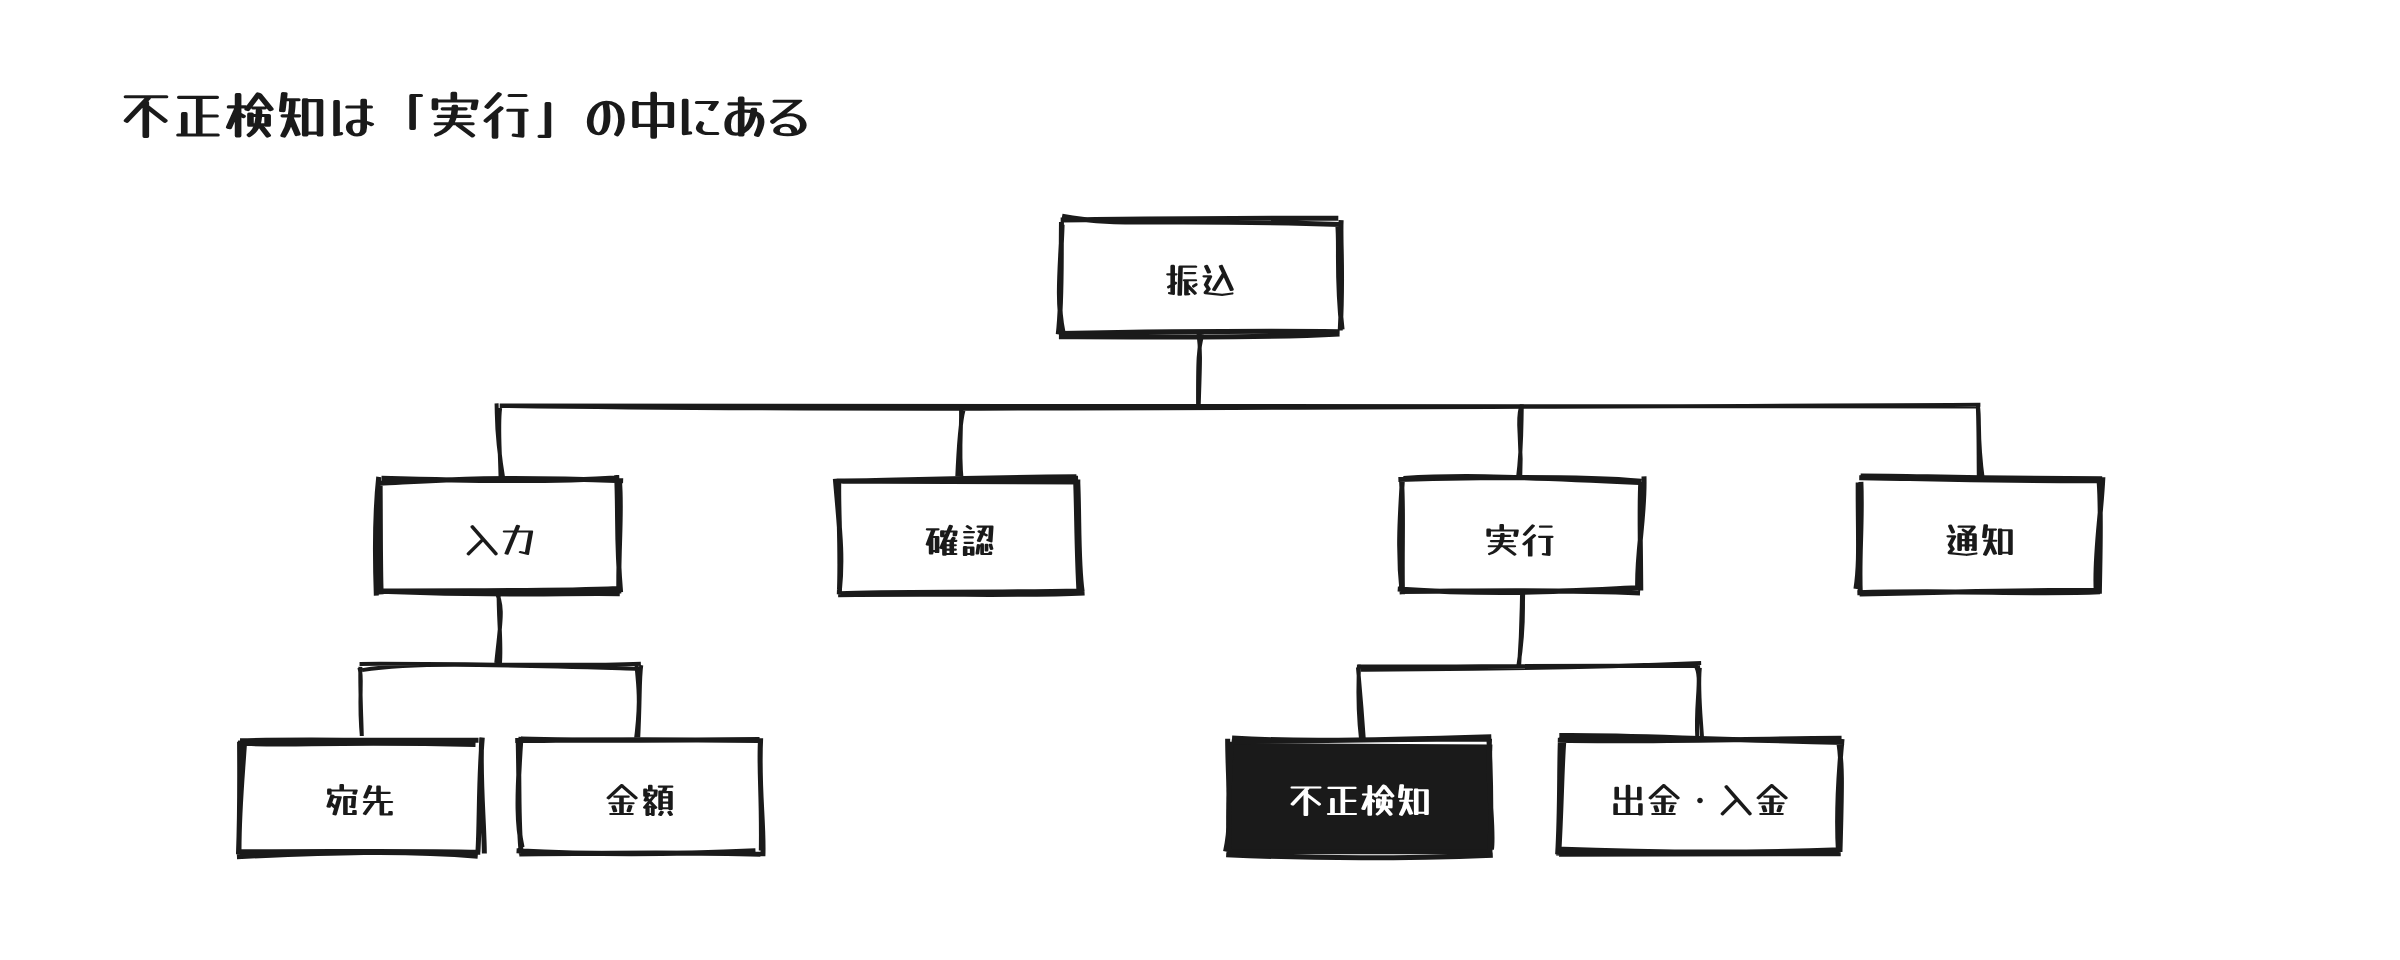 不正検知は「実行」の中にある
振込
入力
確認
実行
通知
宛先
金額
不正検知
出金・入金